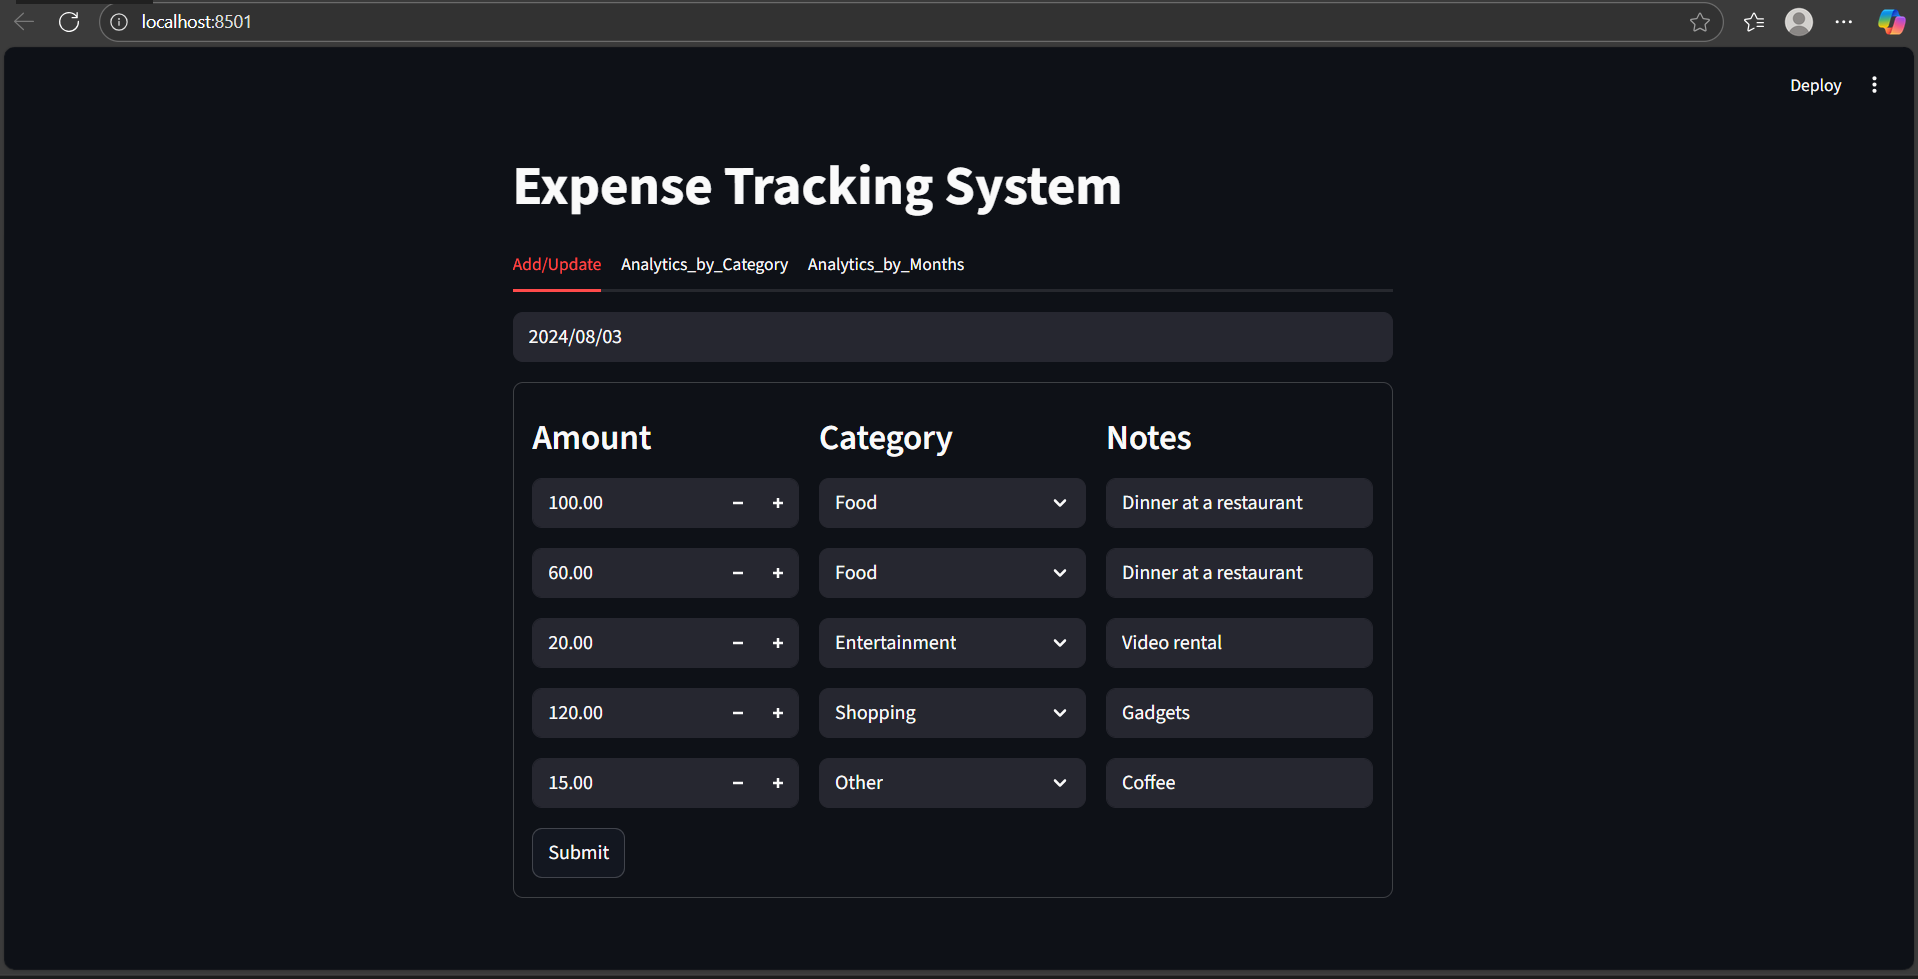 localhost:8501
Deploy
Expense Tracking System
Add/Update Analytics_by_Category Analytics_by_Months
2024/08/03
Amount Category Notes
100.00 − + Food Dinner at a restaurant
60.00 − + Food Dinner at a restaurant
20.00 − + Entertainment Video rental
120.00 − + Shopping Gadgets
15.00 − + Other Coffee
Submit